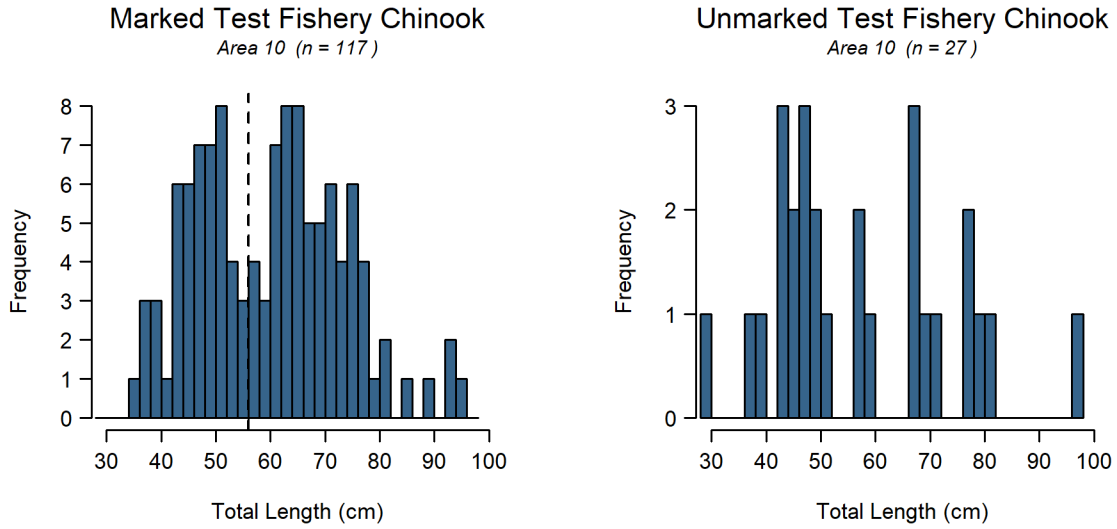 Marked Test Fishery Chinook
Area 10 (n = 117 )
Frequency
8
7
6
5
4
3
2
1
0
30 40 50 60 70 80 90 100
Total Length (cm)
Unmarked Test Fishery Chinook
Area 10 (n = 27 )
Frequency
3
2
1
0
30 40 50 60 70 80 90 100
Total Length (cm)